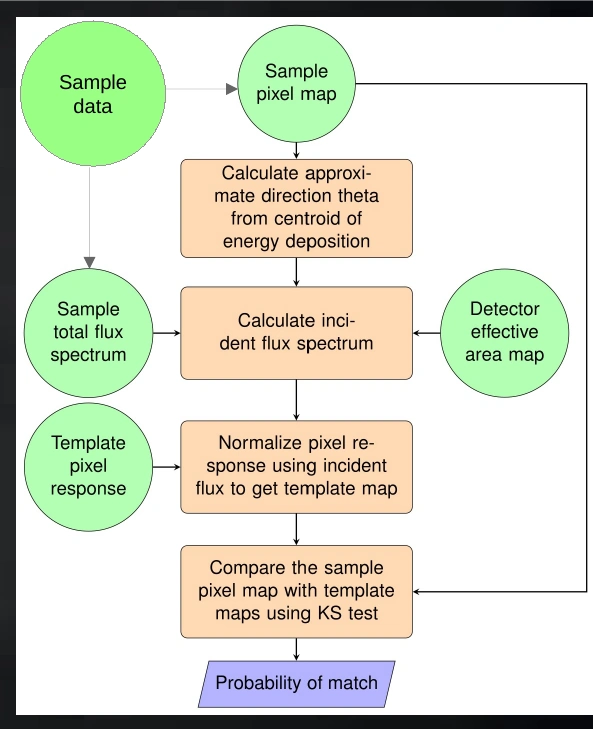 Sample
data
Sample
pixel map
Calculate approxi-
mate direction theta
from centroid of
energy deposition
Sample
total flux
spectrum
Calculate inci-
dent flux spectrum
Detector
effective
area map
Template
pixel
response
Normalize pixel re-
sponse using incident
flux to get template map
Compare the sample
pixel map with template
maps using KS test
Probability of match